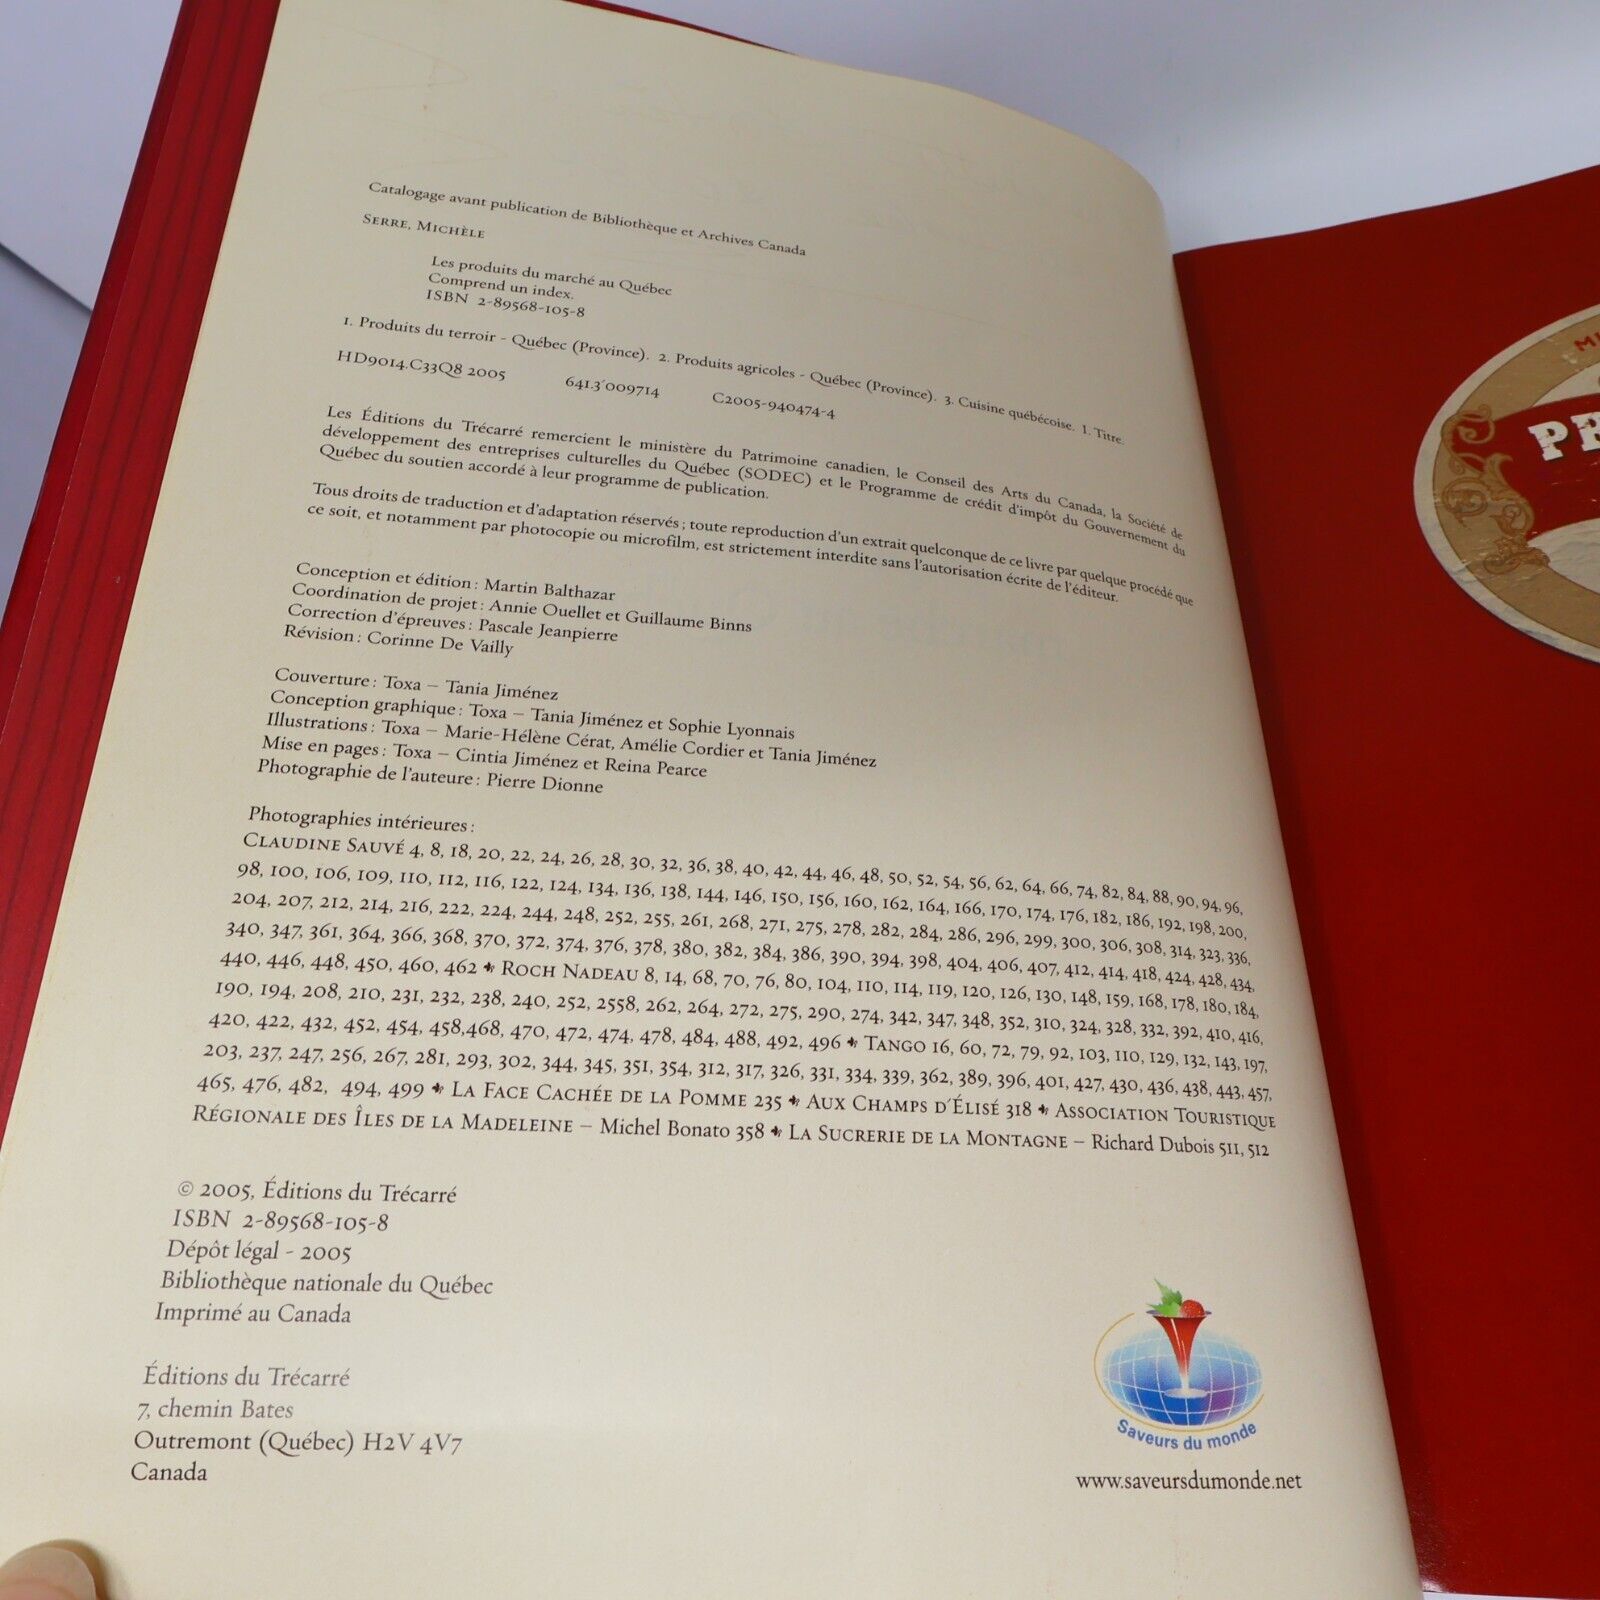 Catalogage avant publication de Bibliothèque et Archives Canada
SERRE, MICHÈLE
Les produits du marché au Québec
Comprend un index.
ISBN 2-89568-105-8
1. Produits du terroir - Québec (Province). 2. Produits agricoles - Québec (Province). 3. Cuisine québécoise. 1. Titre.
HD9014.C33Q8 2005 641.3´009714 C2005-940474-4
Les Éditions du Trécarré remercient le ministère du Patrimoine canadien, le Conseil des Arts du Canada, la Société de
développement des entreprises culturelles du Québec (SODEC) et le Programme de crédit d'impôt du Gouvernement du
Québec du soutien accordé à leur programme de publication.
Tous droits de traduction et d'adaptation réservés ; toute reproduction d'un extrait quelconque de ce livre par quelque procédé que
ce soit, et notamment par photocopie ou microfilm, est strictement interdite sans l'autorisation écrite de l'éditeur.
Conception et édition : Martin Balthazar
Coordination de projet : Annie Ouellet et Guillaume Binns
Correction d'épreuves : Pascale Jeanpierre
Révision : Corinne De Vailly
Couverture : Toxa – Tania Jiménez
Conception graphique : Toxa – Tania Jiménez et Sophie Lyonnais
Illustrations : Toxa – Marie-Hélène Cérat, Amélie Cordier et Tania Jiménez
Mise en pages : Toxa – Cintia Jiménez et Reina Pearce
Photographie de l'auteure : Pierre Dionne
Photographies intérieures :
CLAUDINE SAUVÉ 4, 8, 18, 20, 22, 24, 26, 28, 30, 32, 36, 38, 40, 42, 44, 46, 48, 50, 52, 54, 56, 62, 64, 66, 74, 82, 84, 88, 90, 94, 96,
98, 100, 106, 109, 110, 112, 116, 122, 124, 134, 136, 138, 144, 146, 150, 156, 160, 162, 164, 166, 170, 174, 176, 182, 186, 192, 198, 200,
204, 207, 212, 214, 216, 222, 224, 244, 248, 252, 255, 261, 268, 271, 275, 278, 282, 284, 286, 296, 299, 300, 306, 308, 314, 323, 336,
340, 347, 361, 364, 366, 368, 370, 372, 374, 376, 378, 380, 382, 384, 386, 390, 394, 398, 404, 406, 407, 412, 414, 418, 424, 428, 434,
440, 446, 448, 450, 460, 462 ROCH NADEAU 8, 14, 68, 70, 76, 80, 104, 110, 114, 119, 120, 126, 130, 148, 159, 168, 178, 180, 184,
190, 194, 208, 210, 231, 232, 238, 240, 252, 2558, 262, 264, 272, 275, 290, 274, 342, 347, 348, 352, 310, 324, 328, 332, 392, 410, 416,
420, 422, 432, 452, 454, 458,468, 470, 472, 474, 478, 484, 488, 492, 496 TANGO 16, 60, 72, 79, 92, 103, 110, 129, 132, 143, 197,
203, 237, 247, 256, 267, 281, 293, 302, 344, 345, 351, 354, 312, 317, 326, 331, 334, 339, 362, 389, 396, 401, 427, 430, 436, 438, 443, 457,
465, 476, 482, 494, 499 LA FACE CACHÉE DE LA POMME 235 AUX CHAMPS D'ÉLISÉ 318 ASSOCIATION TOURISTIQUE
RÉGIONALE DES ÎLES DE LA MADELEINE – Michel Bonato 358 LA SUCRERIE DE LA MONTAGNE – Richard Dubois 511, 512
© 2005, Éditions du Trécarré
ISBN 2-89568-105-8
Dépôt légal - 2005
Bibliothèque nationale du Québec
Imprimé au Canada
Éditions du Trécarré
7, chemin Bates
Outremont (Québec) H2V 4V7
Canada
Saveurs du monde
www.saveursdumonde.net